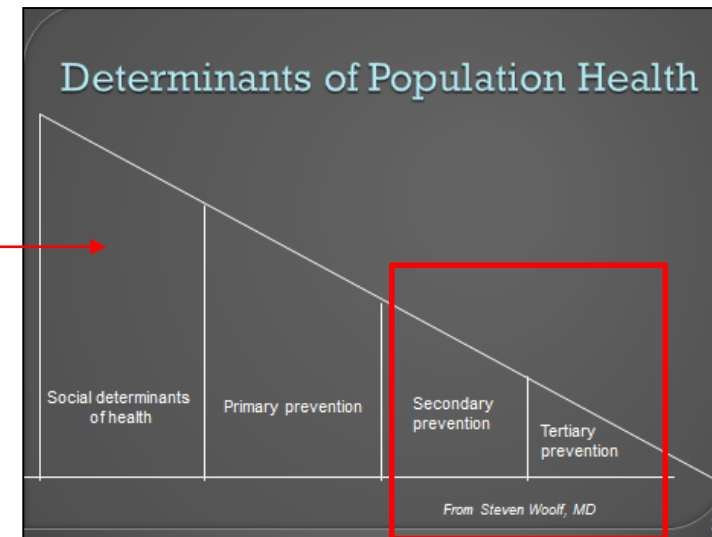 Determinants of Population Health
Social determinants
of health
Primary prevention
Secondary
prevention
Tertiary
prevention
From Steven Woolf, MD